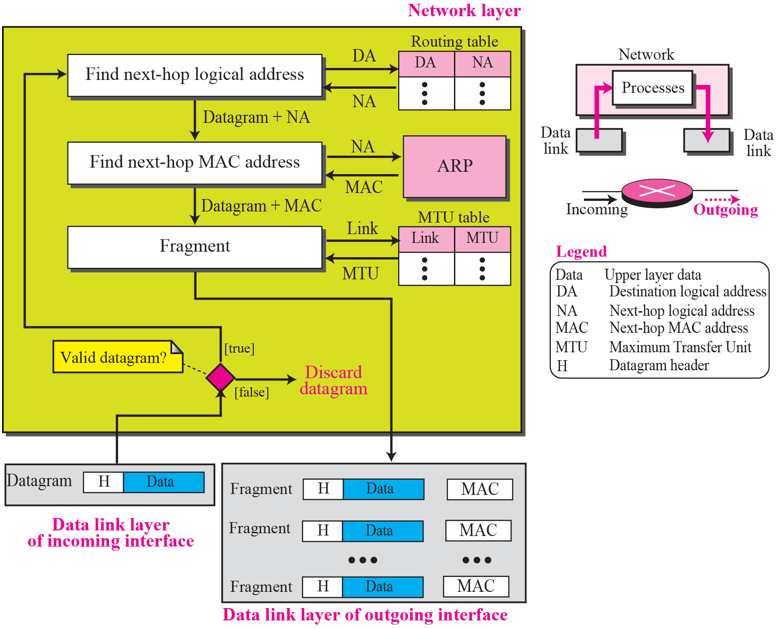 Network layer
Routing table
Find next-hop logical address
DA
NA
DA
NA
Datagram + NA
Find next-hop MAC address
NA
MAC
ARP
Datagram + MAC
MTU table
Fragment
Link
MTU
Link
MTU
Valid datagram?
[true]
[false]
Discard
datagram
Datagram
H
Data
Data link layer
of incoming interface
Fragment
H
Data
MAC
Fragment
H
Data
MAC
Fragment
H
Data
MAC
Data link layer of outgoing interface
Network
Processes
Data
link
Data
link
Incoming
Outgoing
Legend
Data Upper layer data
DA Destination logical address
NA Next-hop logical address
MAC Next-hop MAC address
MTU Maximum Transfer Unit
H Datagram header